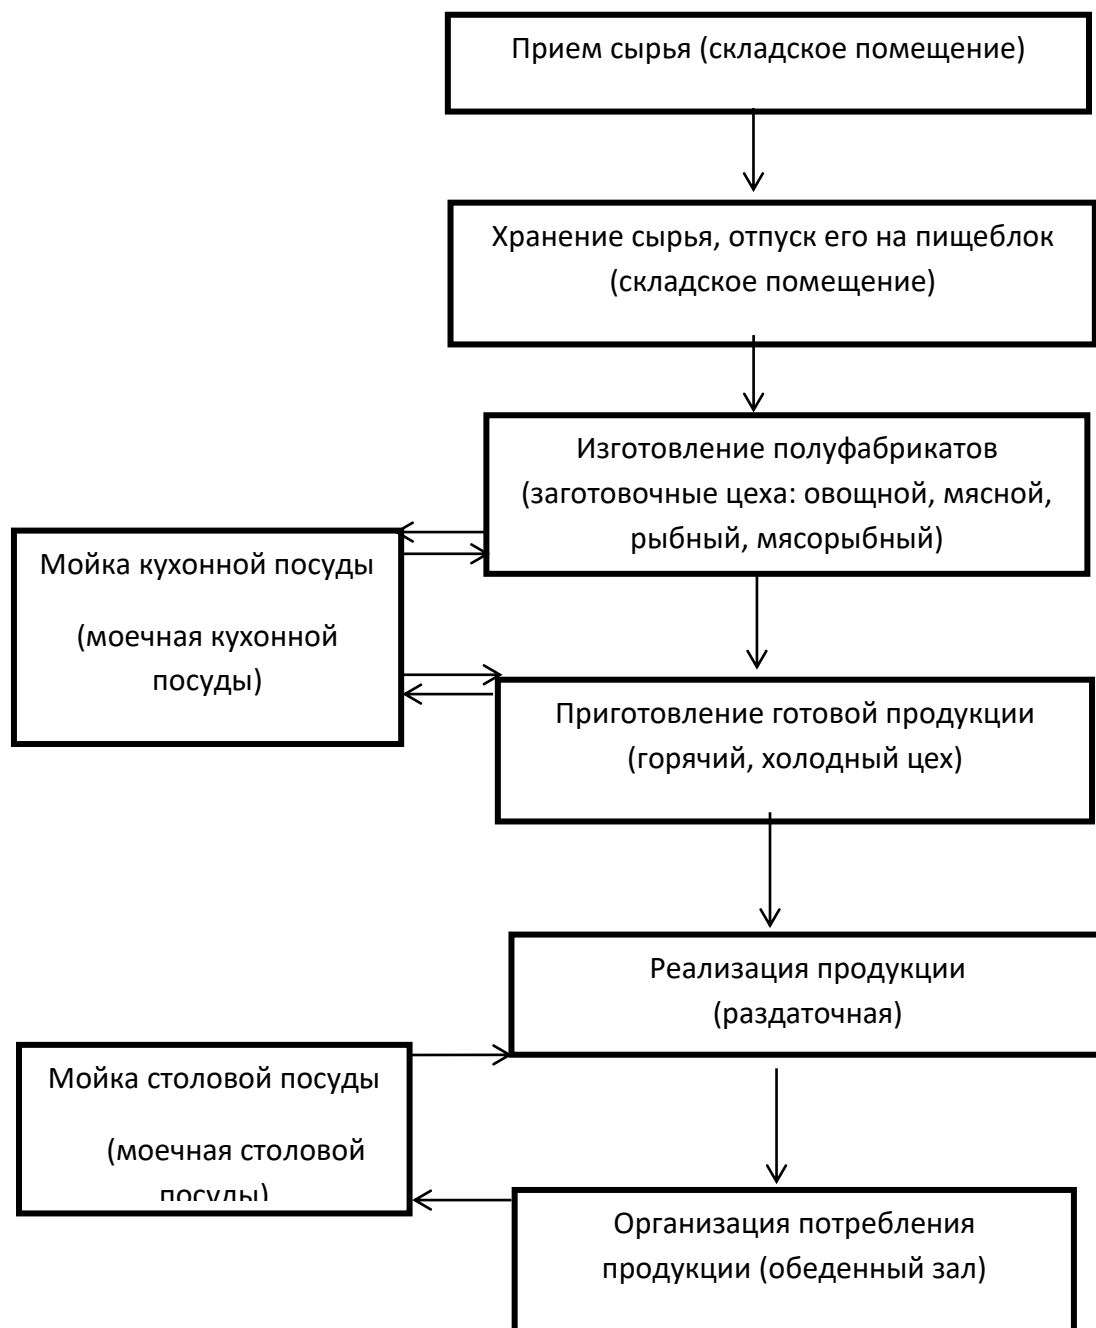 Прием сырья (складское помещение)
Хранение сырья, отпуск его на пищеблок
(складское помещение)
Изготовление полуфабрикатов
(заготовочные цеха: овощной, мясной,
рыбный, мясорыбный)
Мойка кухонной посуды
(моечная кухонной
посуды)
Приготовление готовой продукции
(горячий, холодный цех)
Реализация продукции
(раздаточная)
Мойка столовой посуды
(моечная столовой
посуды)
Организация потребления
продукции (обеденный зал)